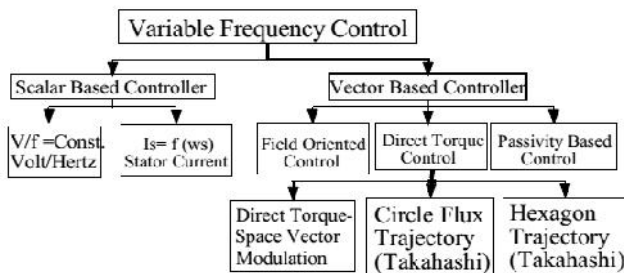 Variable Frequency Control
Scalar Based Controller
Vector Based Controller
V/f =Const.
Volt/Hertz
Is= f (ws)
Stator Current
Field Oriented
Control
Direct Torque
Control
Passivity Based
Control
Direct Torque-
Space Vector
Modulation
Circle Flux
Trajectory
(Takahashi)
Hexagon
Trajectory
(Takahashi)